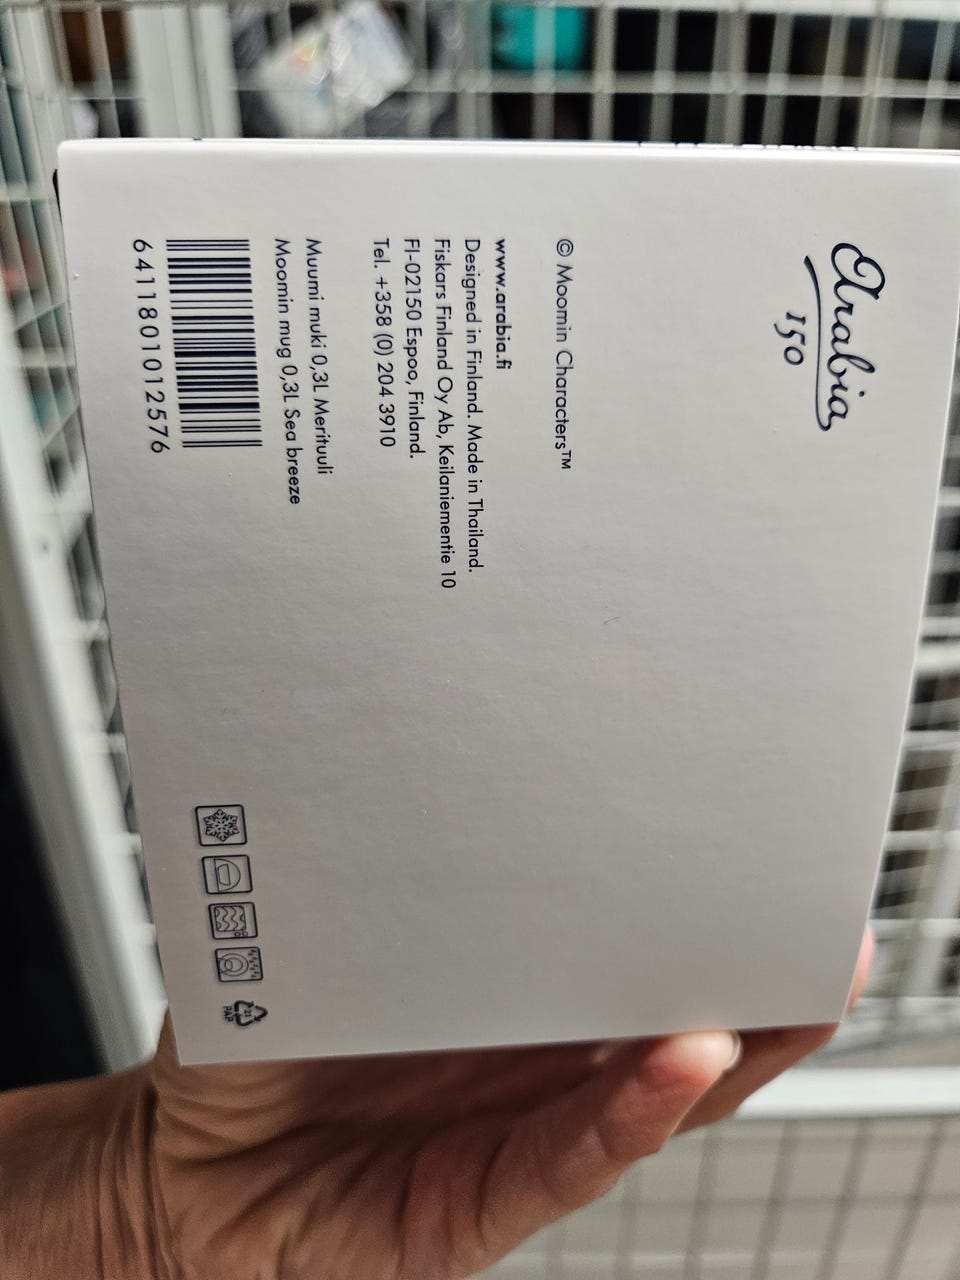 Arabia
150
© Moomin Characters™
www.arabia.fi
Designed in Finland. Made in Thailand.
Fiskars Finland Oy Ab, Keilaniementie 10
FI-02150 Espoo, Finland.
Tel. +358 (0) 204 3910
Muumi muki 0,3L Merituuli
Moomin mug 0,3L Sea breeze
6411801012576
21
PAP